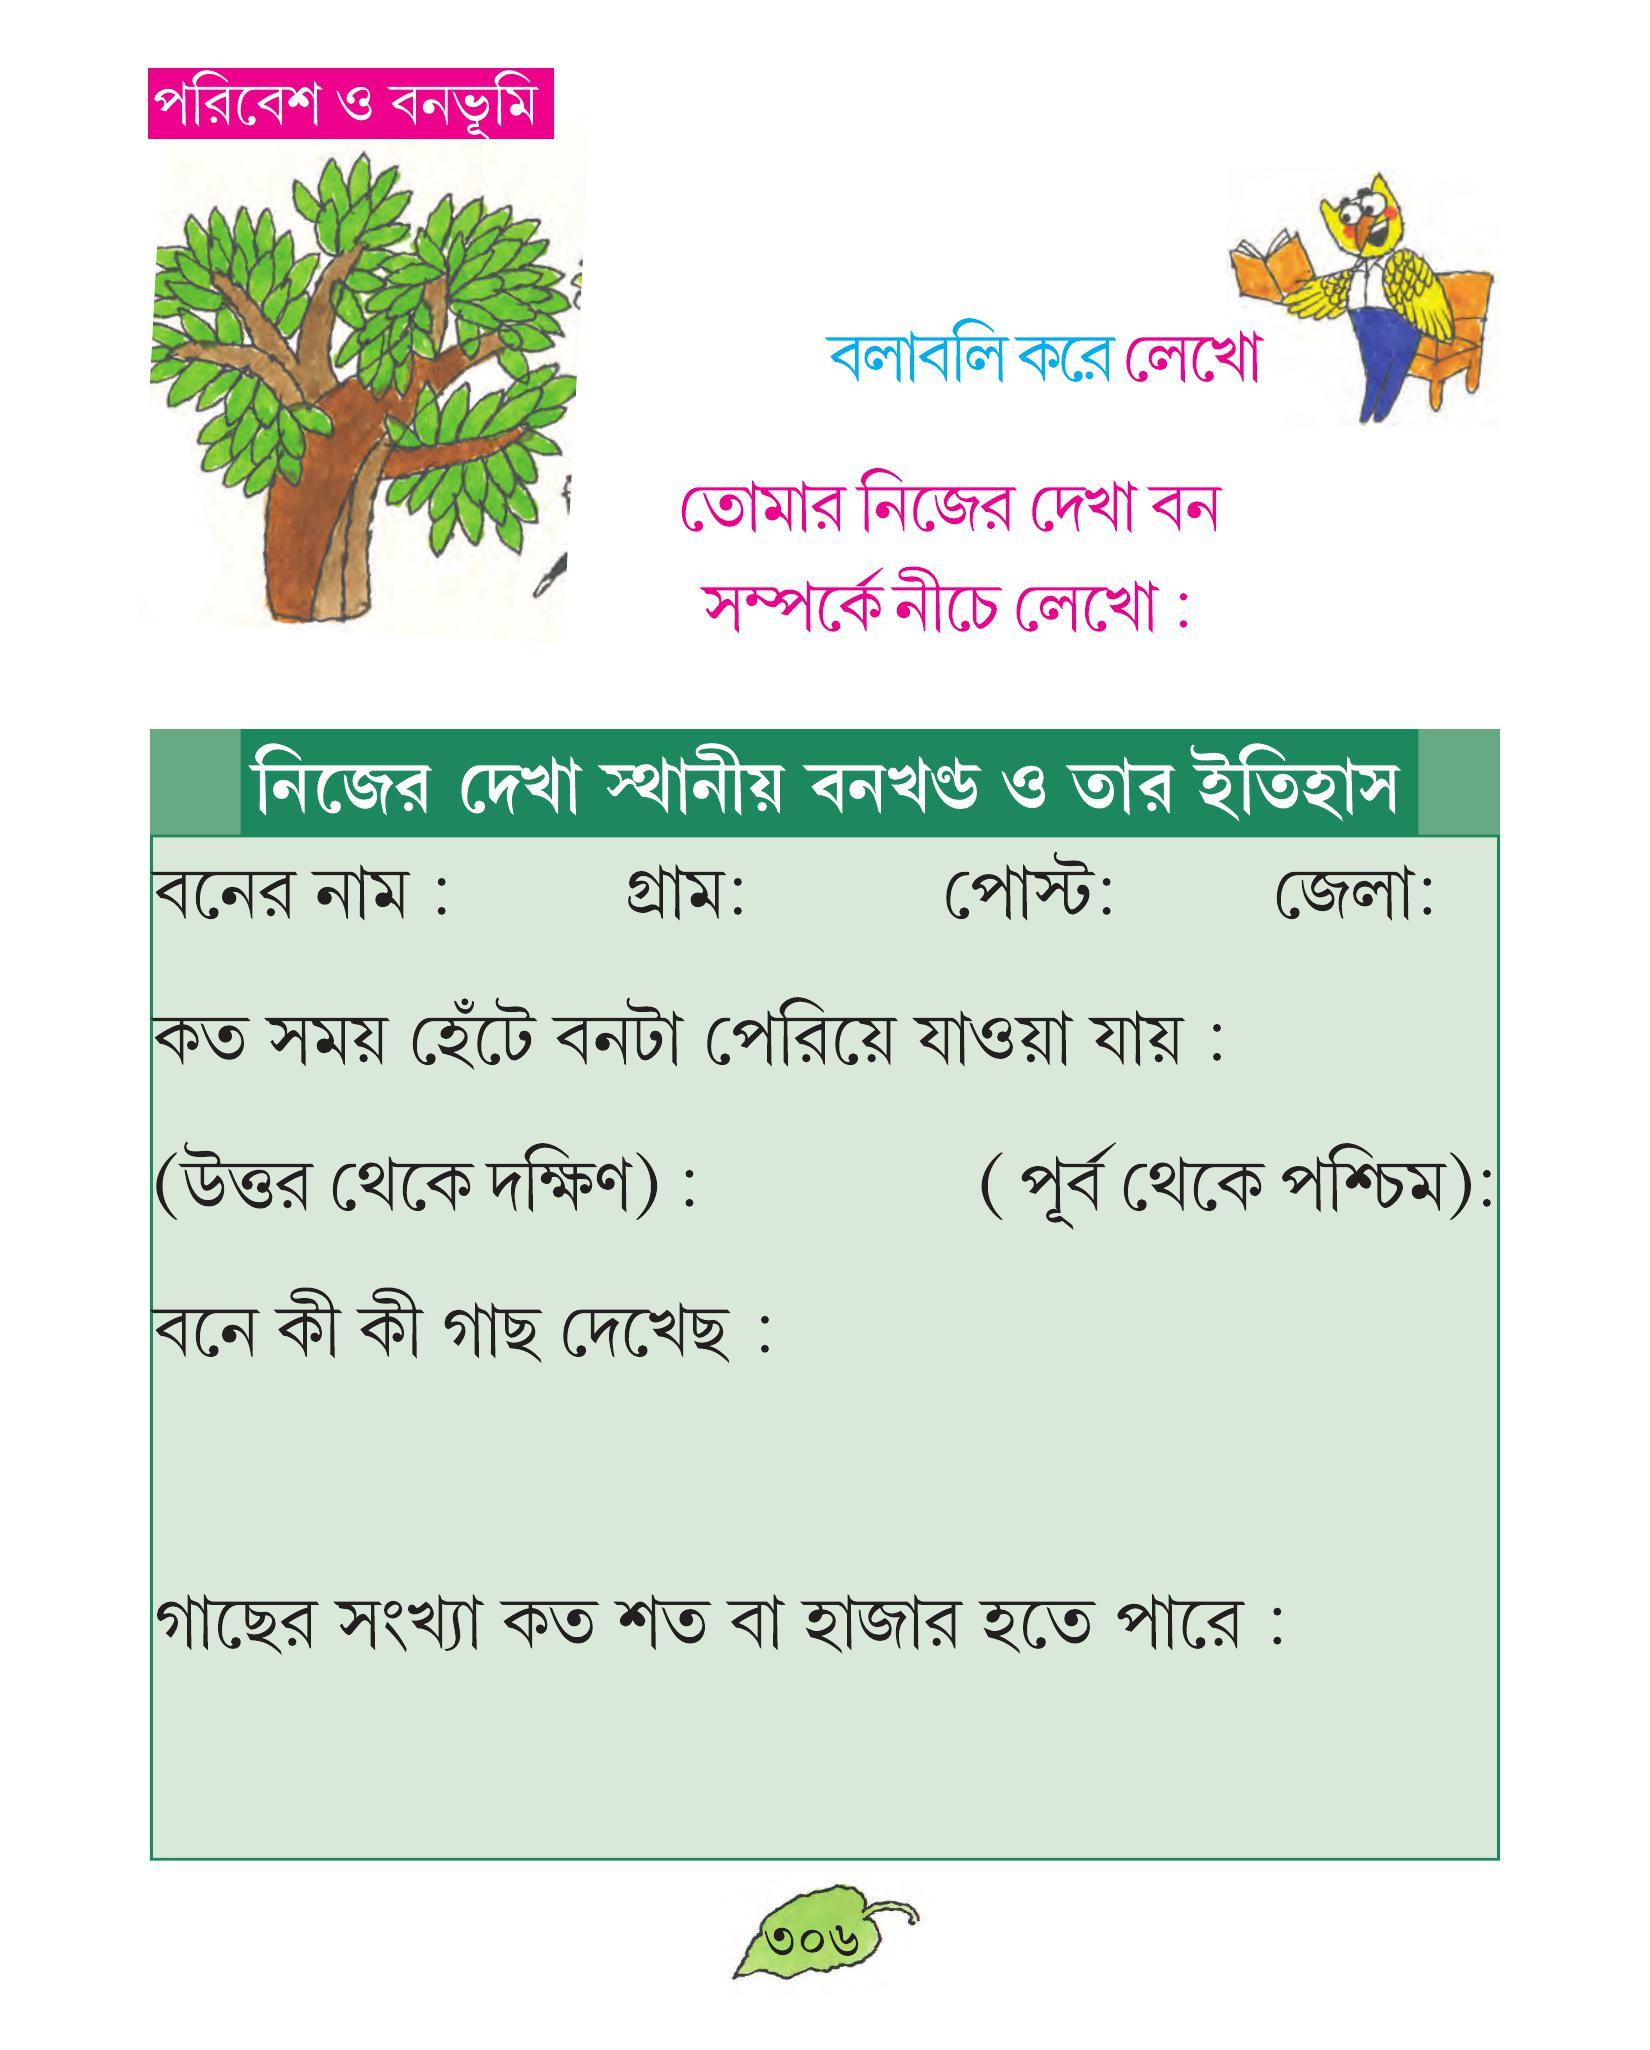 পরিবেশ ও বনভূমি
বলাবলি করে লেখো
তোমার নিজের দেখা বন
সম্পর্কে নীচে লেখো :
নিজের দেখা স্থানীয় বনখণ্ড ও তার ইতিহাস
বনের নাম : গ্রাম: পোস্ট: জেলা:
কত সময় হেঁটে বনটা পেরিয়ে যাওয়া যায় :
(উত্তর থেকে দক্ষিণ) : ( পূর্ব থেকে পশ্চিম):
বনে কী কী গাছ দেখেছ :
গাছের সংখ্যা কত শত বা হাজার হতে পারে :
৩০৬